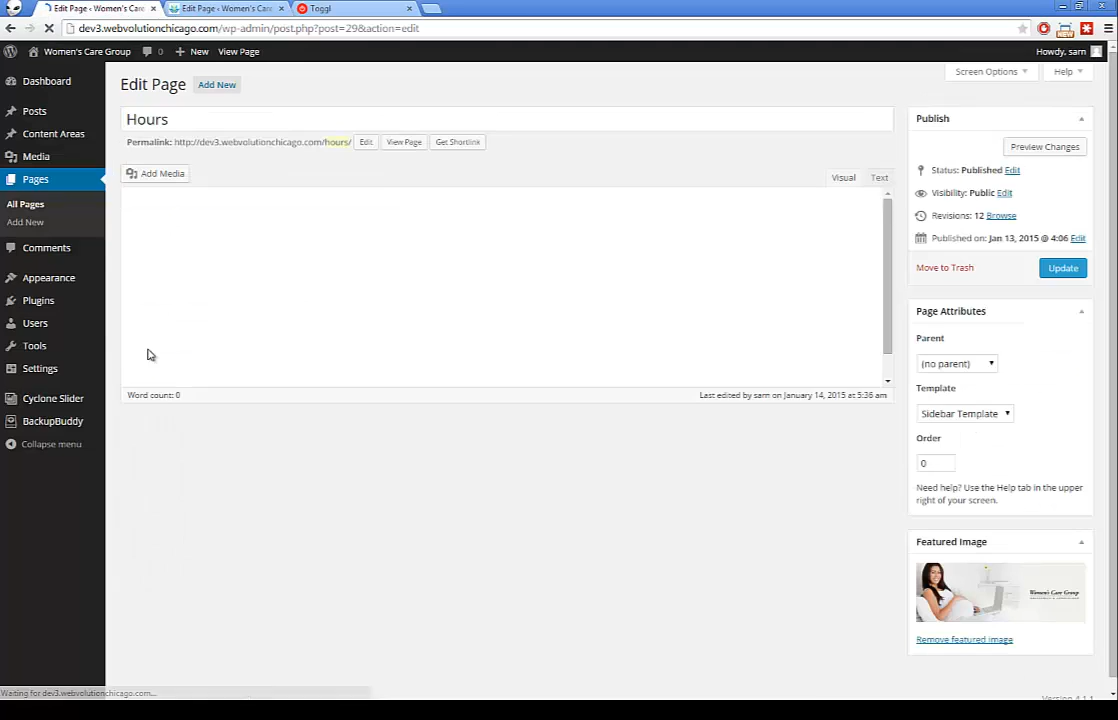 Edit Page ‹ Women's Care
Edit Page ‹ Women's Care
Toggl
dev3.webvolutionchicago.com/wp-admin/post.php?post=29&action=edit
NEW
Women's Care Group
0
New
View Page
Howdy, sam
Dashboard
Edit Page
Add New
Screen Options
Help
Posts
Content Areas
Media
Pages
All Pages
Add New
Comments
Appearance
Plugins
Users
Tools
Settings
Cyclone Slider
BackupBuddy
Collapse menu
Hours
Permalink: http://dev3.webvolutionchicago.com/hours/
Edit
View Page
Get Shortlink
Add Media
Visual
Text
Word count: 0
Last edited by sam on January 14, 2015 at 5:36 am
Publish
Preview Changes
Status: Published Edit
Visibility: Public Edit
Revisions: 12 Browse
Published on: Jan 13, 2015 @ 4:06 Edit
Move to Trash
Update
Page Attributes
Parent
(no parent)
Template
Sidebar Template
Order
0
Need help? Use the Help tab in the upper
right of your screen.
Featured Image
Women's Care Group
Remove featured image
Waiting for dev3.webvolutionchicago.com...
Version 4.1.1